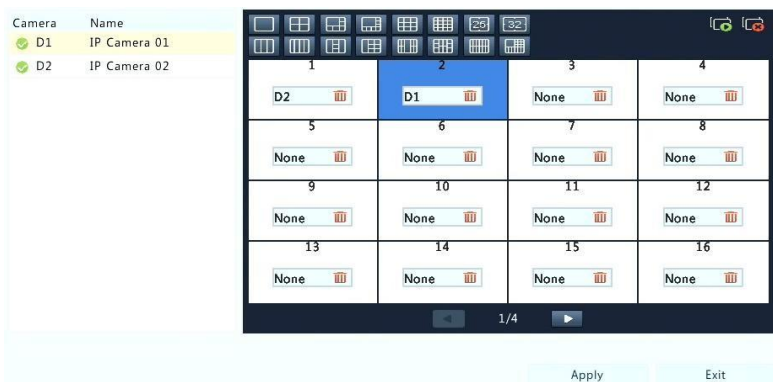 Camera Name
D1 IP Camera 01
D2 IP Camera 02
25 32
1 2 3 4
D2 D1 None None
5 6 7 8
None None None None
9 10 11 12
None None None None
13 14 15 16
None None None None
1/4
Apply Exit